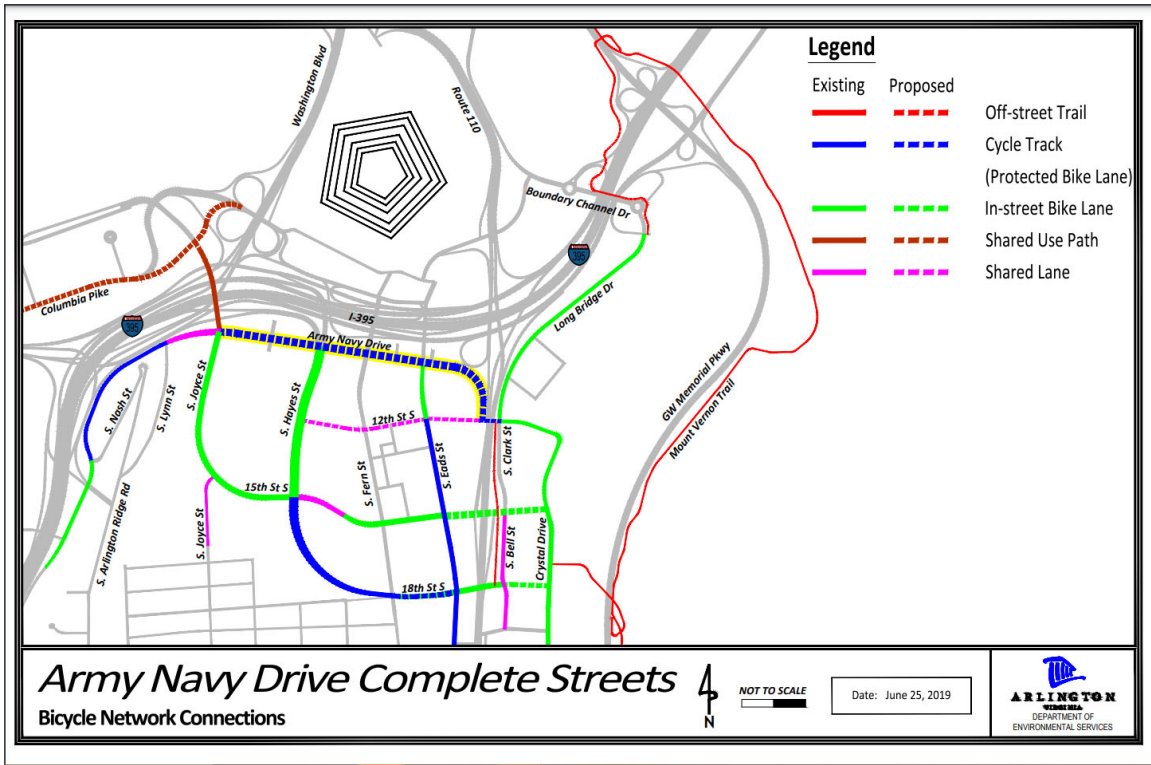 Legend
Existing Proposed
Off-street Trail
Cycle Track
(Protected Bike Lane)
In-street Bike Lane
Shared Use Path
Shared Lane
Washington Blvd
Route 110
Boundary Channel Dr
395
Columbia Pike
395
I-395
Long Bridge Dr
Army Navy Drive
GW Memorial Pkwy
Mount Vernon Trail
S. Nash St
S. Lynn St
S. Joyce St
S. Hayes St
12th St S
S. Clark St
S. Eads St
S. Fern St
15th St S
S. Arlington Ridge Rd
S. Joyce St
S. Bell St
Crystal Drive
18th St S
Army Navy Drive Complete Streets
Bicycle Network Connections
N
NOT TO SCALE
Date: June 25, 2019
ARLINGTON
VIRGINIA
DEPARTMENT OF
ENVIRONMENTAL SERVICES